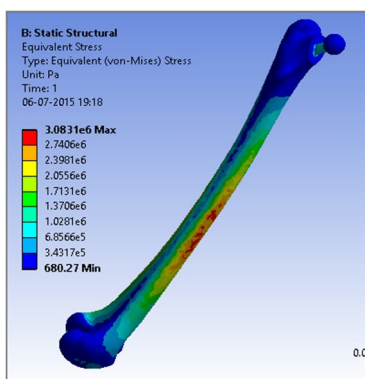 B: Static Structural
Equivalent Stress
Type: Equivalent (von-Mises) Stress
Unit: Pa
Time: 1
06-07-2015 19:18
3.0831e6 Max
2.7406e6
2.3981e6
2.0556e6
1.7131e6
1.3706e6
1.0281e6
6.8566e5
3.4317e5
680.27 Min
0.0